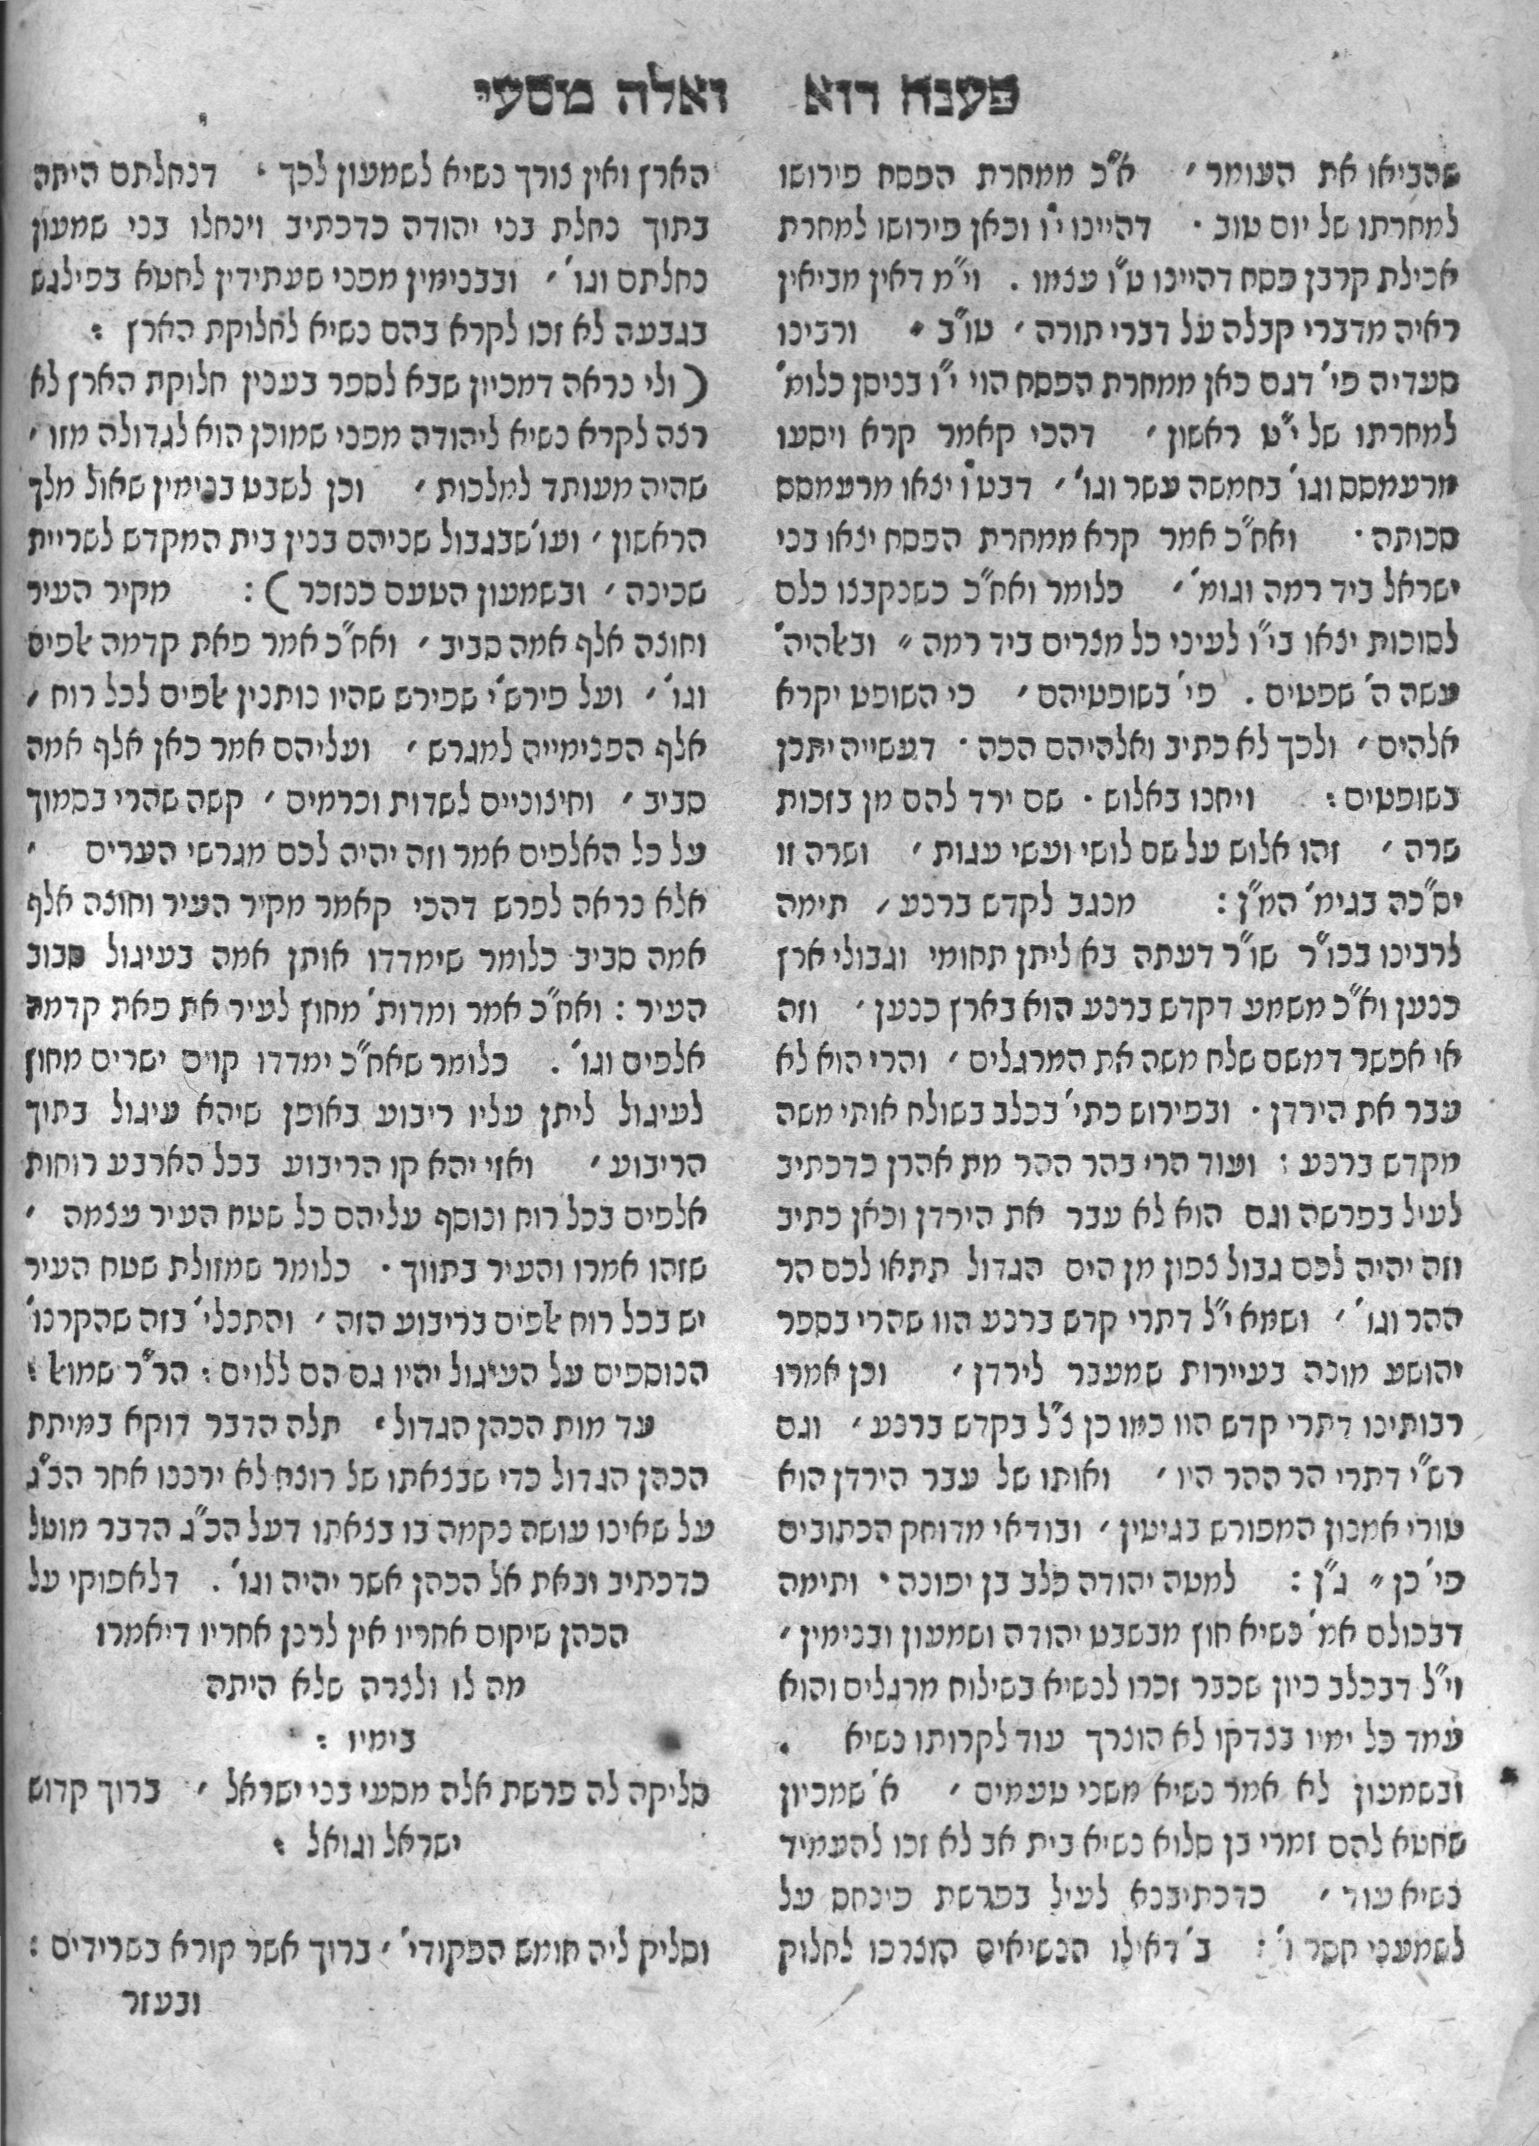 פענח רזא ואלה מסעי
שהביאו את העומר׳ א״כ ממחרת הפסח פירושו
למחרתו של יום טוב · דהיינו י״ו וכאן פירושו למחרת
אכילת קרבן פסח דהיינו ט״ו עצמו . וי״מ דאין מביאין
ראיה מדברי קבלה על דברי תורה׳ טו״ב · ורבינו
סעדיה פי׳ דגם כאן ממחרת הפסח הוי י״ו בניסן כלומ׳
למחרתו של י״ט ראשון׳ דהכי קאמר קרא ויסעו
מרעמסס וגו׳ בחמשה עשר וגו׳ , דבט״ו יצאו מרעמסס
סכותה · ואח״כ אמר קרא ממחרת הפסח יצאו בני
ישראל ביד רמה וגומ׳ , כלומר ואח״כ כשנקבצו כלם
לסוכות יצאו בי״ו לעיני כל מצרים ביד רמה״ ובאלהיה׳
עשה ה׳ שפטים . פי׳ בשופטיהם׳ כי השופט יקרא
אלהים׳ ולכך לא כתיב ואלהיהם הכה · דעשייה יתכן
בשופטים : ויחנו באלוש · שם ירד להם מן בזכות
שרה׳ זהו אלוש על שם לושי ועשי עגות׳ ושרה זו
יס״כה בגימ׳ המ״ן : מנגב לקדש ברנע , תימה
לרבינו בכו״ר שו״ר דעתה בא ליתן תחומי וגבולי ארץ
כנען וא״כ משמע דקדש ברנע הוא בארץ כנען׳ וזה
אי אפשר דמשם שלח משה את המרגלים׳ והרי הוא לא
עבר את הירדן · ובפירוש כתי׳ בכלב בשולח אותי משה
מקדש ברנע : ועוד הרי בהר ההר מת אהרן כדכתיב
לעיל בפרשה וגם הוא לא עבר את הירדן וכאן כתיב
וזה יהיה לכם גבול צפון מן הים הגדול תתאו לכם הר
ההר וגו׳ , ושמא י״ל דתרי קדש ברנע הוו שהרי בספר
יהושע מונה בעיירות שמעבר לירדן׳ וכן אמרו
רבותינו דתרי קדש הוו כמו כן נ״ל בקדש ברנע׳ וגם
רש״י דתרי הר ההר היו׳ ואותו של עבר הירדן הוא
טורי אמנון המפורש בגיטין׳ ובודאי מדוחק הכתובים
פי׳ כן״ ג״ן : למטה יהודה כלב בן יפונה · ותימה
דבכולם אמ׳ נשיא חוץ מבשבט יהודה ושמעון ובנימין׳
וי״ל דבכלב כיון שכבר זכרו לנשיא בשילוח מרגלים והוא
עמד כל ימיו בצדקו לא הוצרך עוד לקרותו נשיא .
ובשמעון לא אמר נשיא משני טעמים׳ א׳ שמכיון
שחטא להם זמרי בן סלוא נשיא בית אב לא זכו להעמיד
נשיא עוד׳ כדכתיבנא לעיל בפרשת פינחס על
לשמעני חסר ו׳ : ב׳ דאילו הנשיאים הוצרכו לחלוק
הארץ ואין צורך נשיא לשמעון לכך · דנחלתם היתה
בתוך נחלת בני יהודה כדכתיב וינחלו בני שמעון
נחלתם וגו׳ , ובבנימין מפני שעתידין לחטא בפילגש
בגבעה לא זכו לקרא בהם נשיא לחלוקת הארץ :
( ולי נראה דמכיון שבא לספר בענין חלוקת הארץ לא
רצה לקרא נשיא ליהודה מפני שמוכן הוא לגדולה מזו׳
שהיה מעותד למלכות׳ וכן לשבט בנימין שאול מלך
הראשון׳ ועו׳ שבגבול שניהם בנין בית המקדש לשריית
שכינה׳ ובשמעון הטעם כנזכר ) : מקיר העיר
וחוצה אלף אמה סביב׳ ואח״כ אמר פאת קדמה אלפים
וגו׳ , ועל פירש״י שפירש שהיו נותנין אלפים לכל רוח׳
אלף הפנימייה למגרש׳ ועליהם אמר כאן אלף אמה
סביב׳ וחיצוניים לשדות וכרמים׳ קשה שהרי בסמוך
על כל האלפים אמר וזה יהיה לכם מגרשי הערים׳
אלא נראה לפרש דהכי קאמר מקיר העיר וחוצה אלף
אמה סביב כלומר שימדדו אותן אמה בעיגול סבוב
העיר : ואח״כ אמר ומדות׳ מחוץ לעיר את פאת קדמה
אלפים וגו׳ . כלומר שאח״כ ימדדו קוים ישרים מחוץ
לעיגול ליתן עליו ריבוע באופן שיהא עיגול בתוך
הריבוע׳ ואזי יהא קו הריבוע בכל הארבע רוחות
אלפים בכל רוח ונוסף עליהם כל שטח העיר עצמה׳
שזהו אמרו והעיר בתווך · כלומר שמזולת שטח העיר
יש בכל רוח אלפים בריבוע הזה׳ והתכלי׳ בזה שהקרנו׳
הנוספים על העיגול יהיו גם הם ללוים : הר״ר שמואל :
עד מות הכהן הגדול · תלה הדבר דוקא במיתת
הכהן הגדול כדי שבצאתו של רוצח לא ירננו אחר הכ״ג
על שאינו עושה נקמה בו בצאתו דעל הכ״ג הדבר מוטל
כדכתיב ובאת אל הכהן אשר יהיה וגו׳ . דלאפוקי על
הכהן שיקום אחריו אין לרנן אחריו דיאמרו
מה לו ולצרה שלא היתה
בימיו :
סליקה לה פרשת אלה מסעי בני ישראל׳ ברוך קדוש
ישראל וגואל :
וסליק ליה חומש הפקודי׳ , ברוך אשר קורא בשרידים :
ובעזר